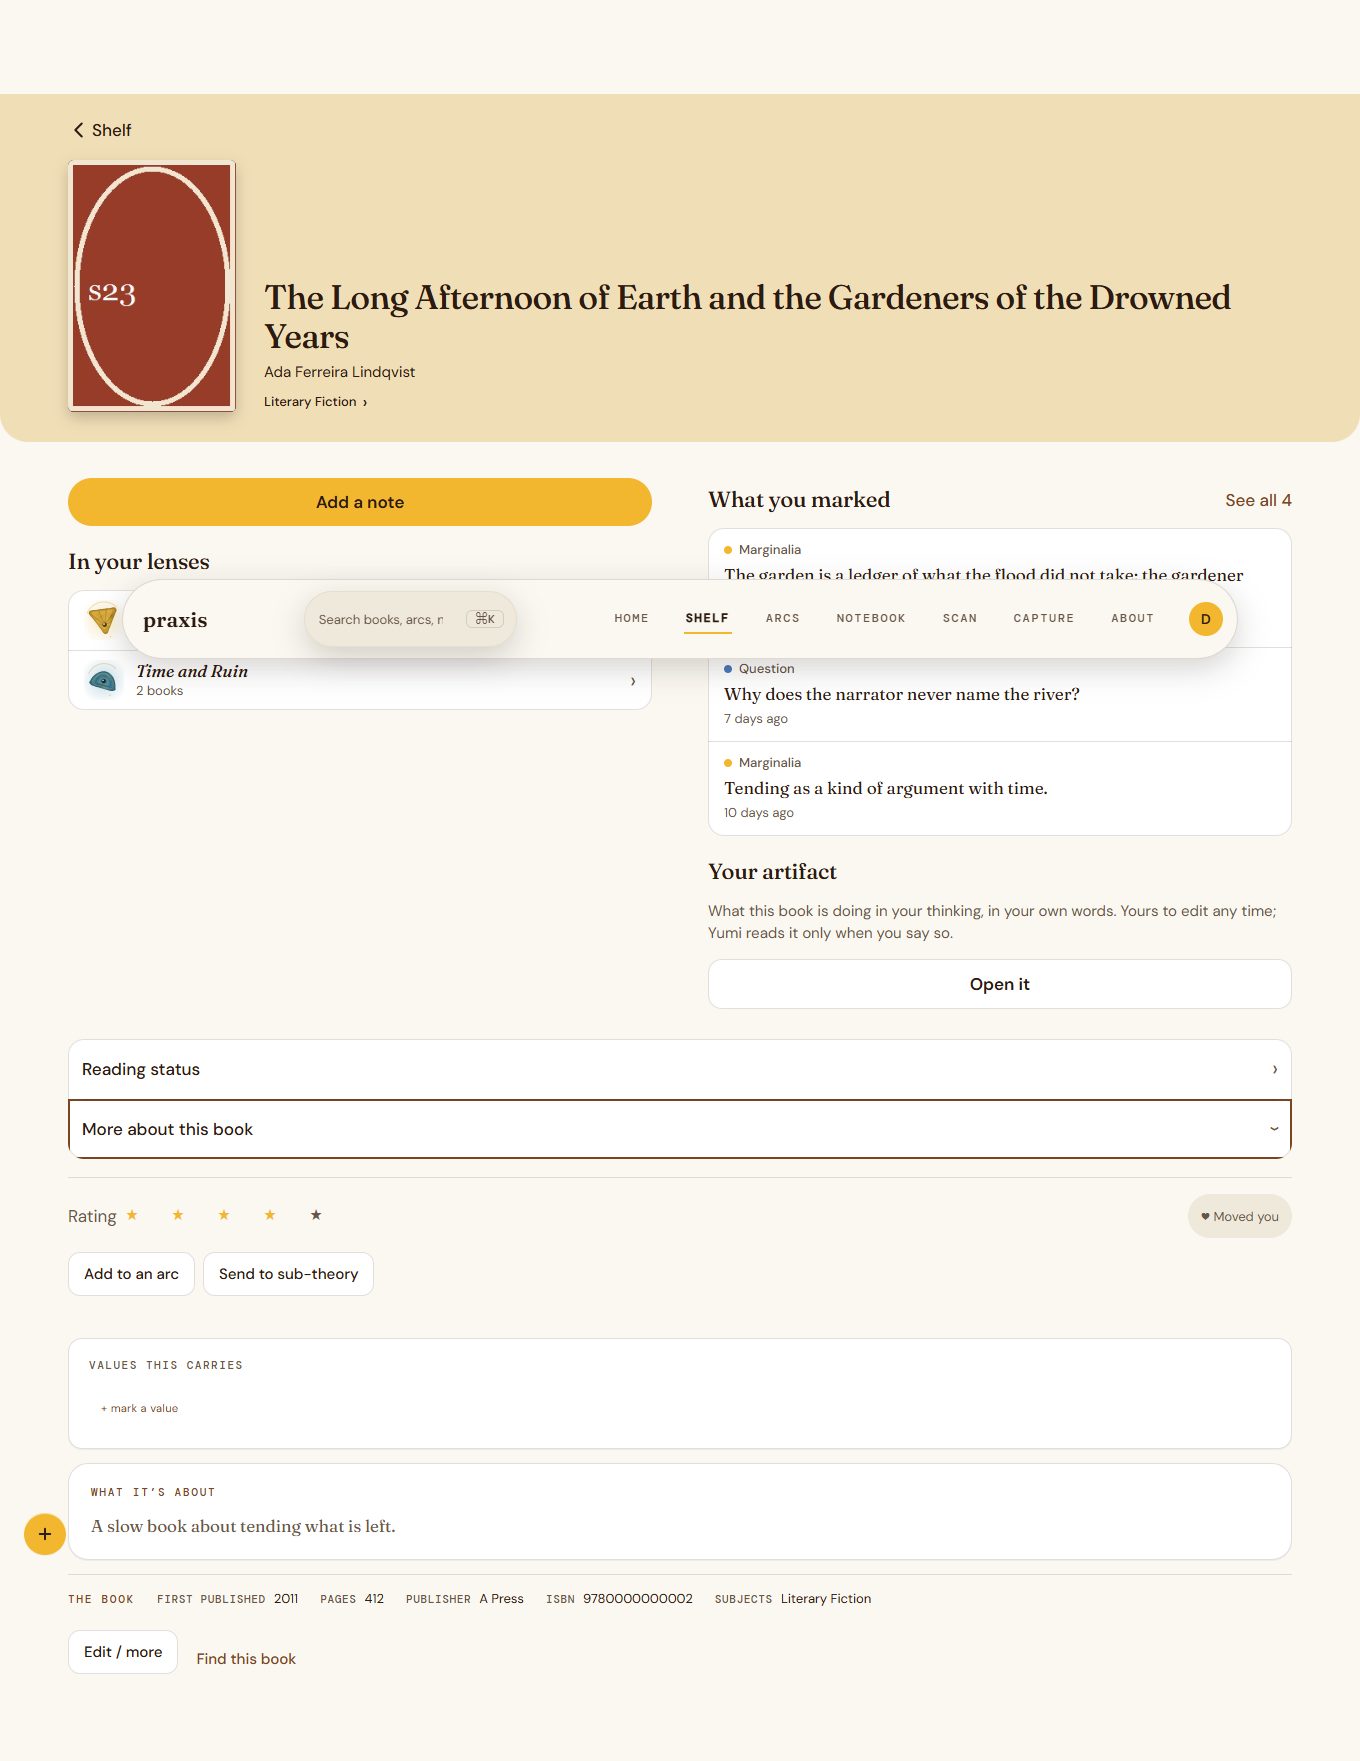 Shelf
s23
The Long Afternoon of Earth and the Gardeners of the Drowned
Years
Ada Ferreira Lindqvist
Literary Fiction ›
Add a note
In your lenses
Time and Ruin
2 books
What you marked
See all 4
Marginalia
The garden is a ledger of what the flood did not take; the gardener
praxis
Search books, arcs, r
⌘K
HOME
SHELF
ARCS
NOTEBOOK
SCAN
CAPTURE
ABOUT
D
Question
Why does the narrator never name the river?
7 days ago
Marginalia
Tending as a kind of argument with time.
10 days ago
Your artifact
What this book is doing in your thinking, in your own words. Yours to edit any time;
Yumi reads it only when you say so.
Open it
Reading status
More about this book
Rating ★ ★ ★ ★ ★
♥ Moved you
Add to an arc
Send to sub-theory
VALUES THIS CARRIES
+ mark a value
WHAT IT’S ABOUT
A slow book about tending what is left.
+
THE BOOK FIRST PUBLISHED 2011 PAGES 412 PUBLISHER A Press ISBN 9780000000002 SUBJECTS Literary Fiction
Edit / more
Find this book